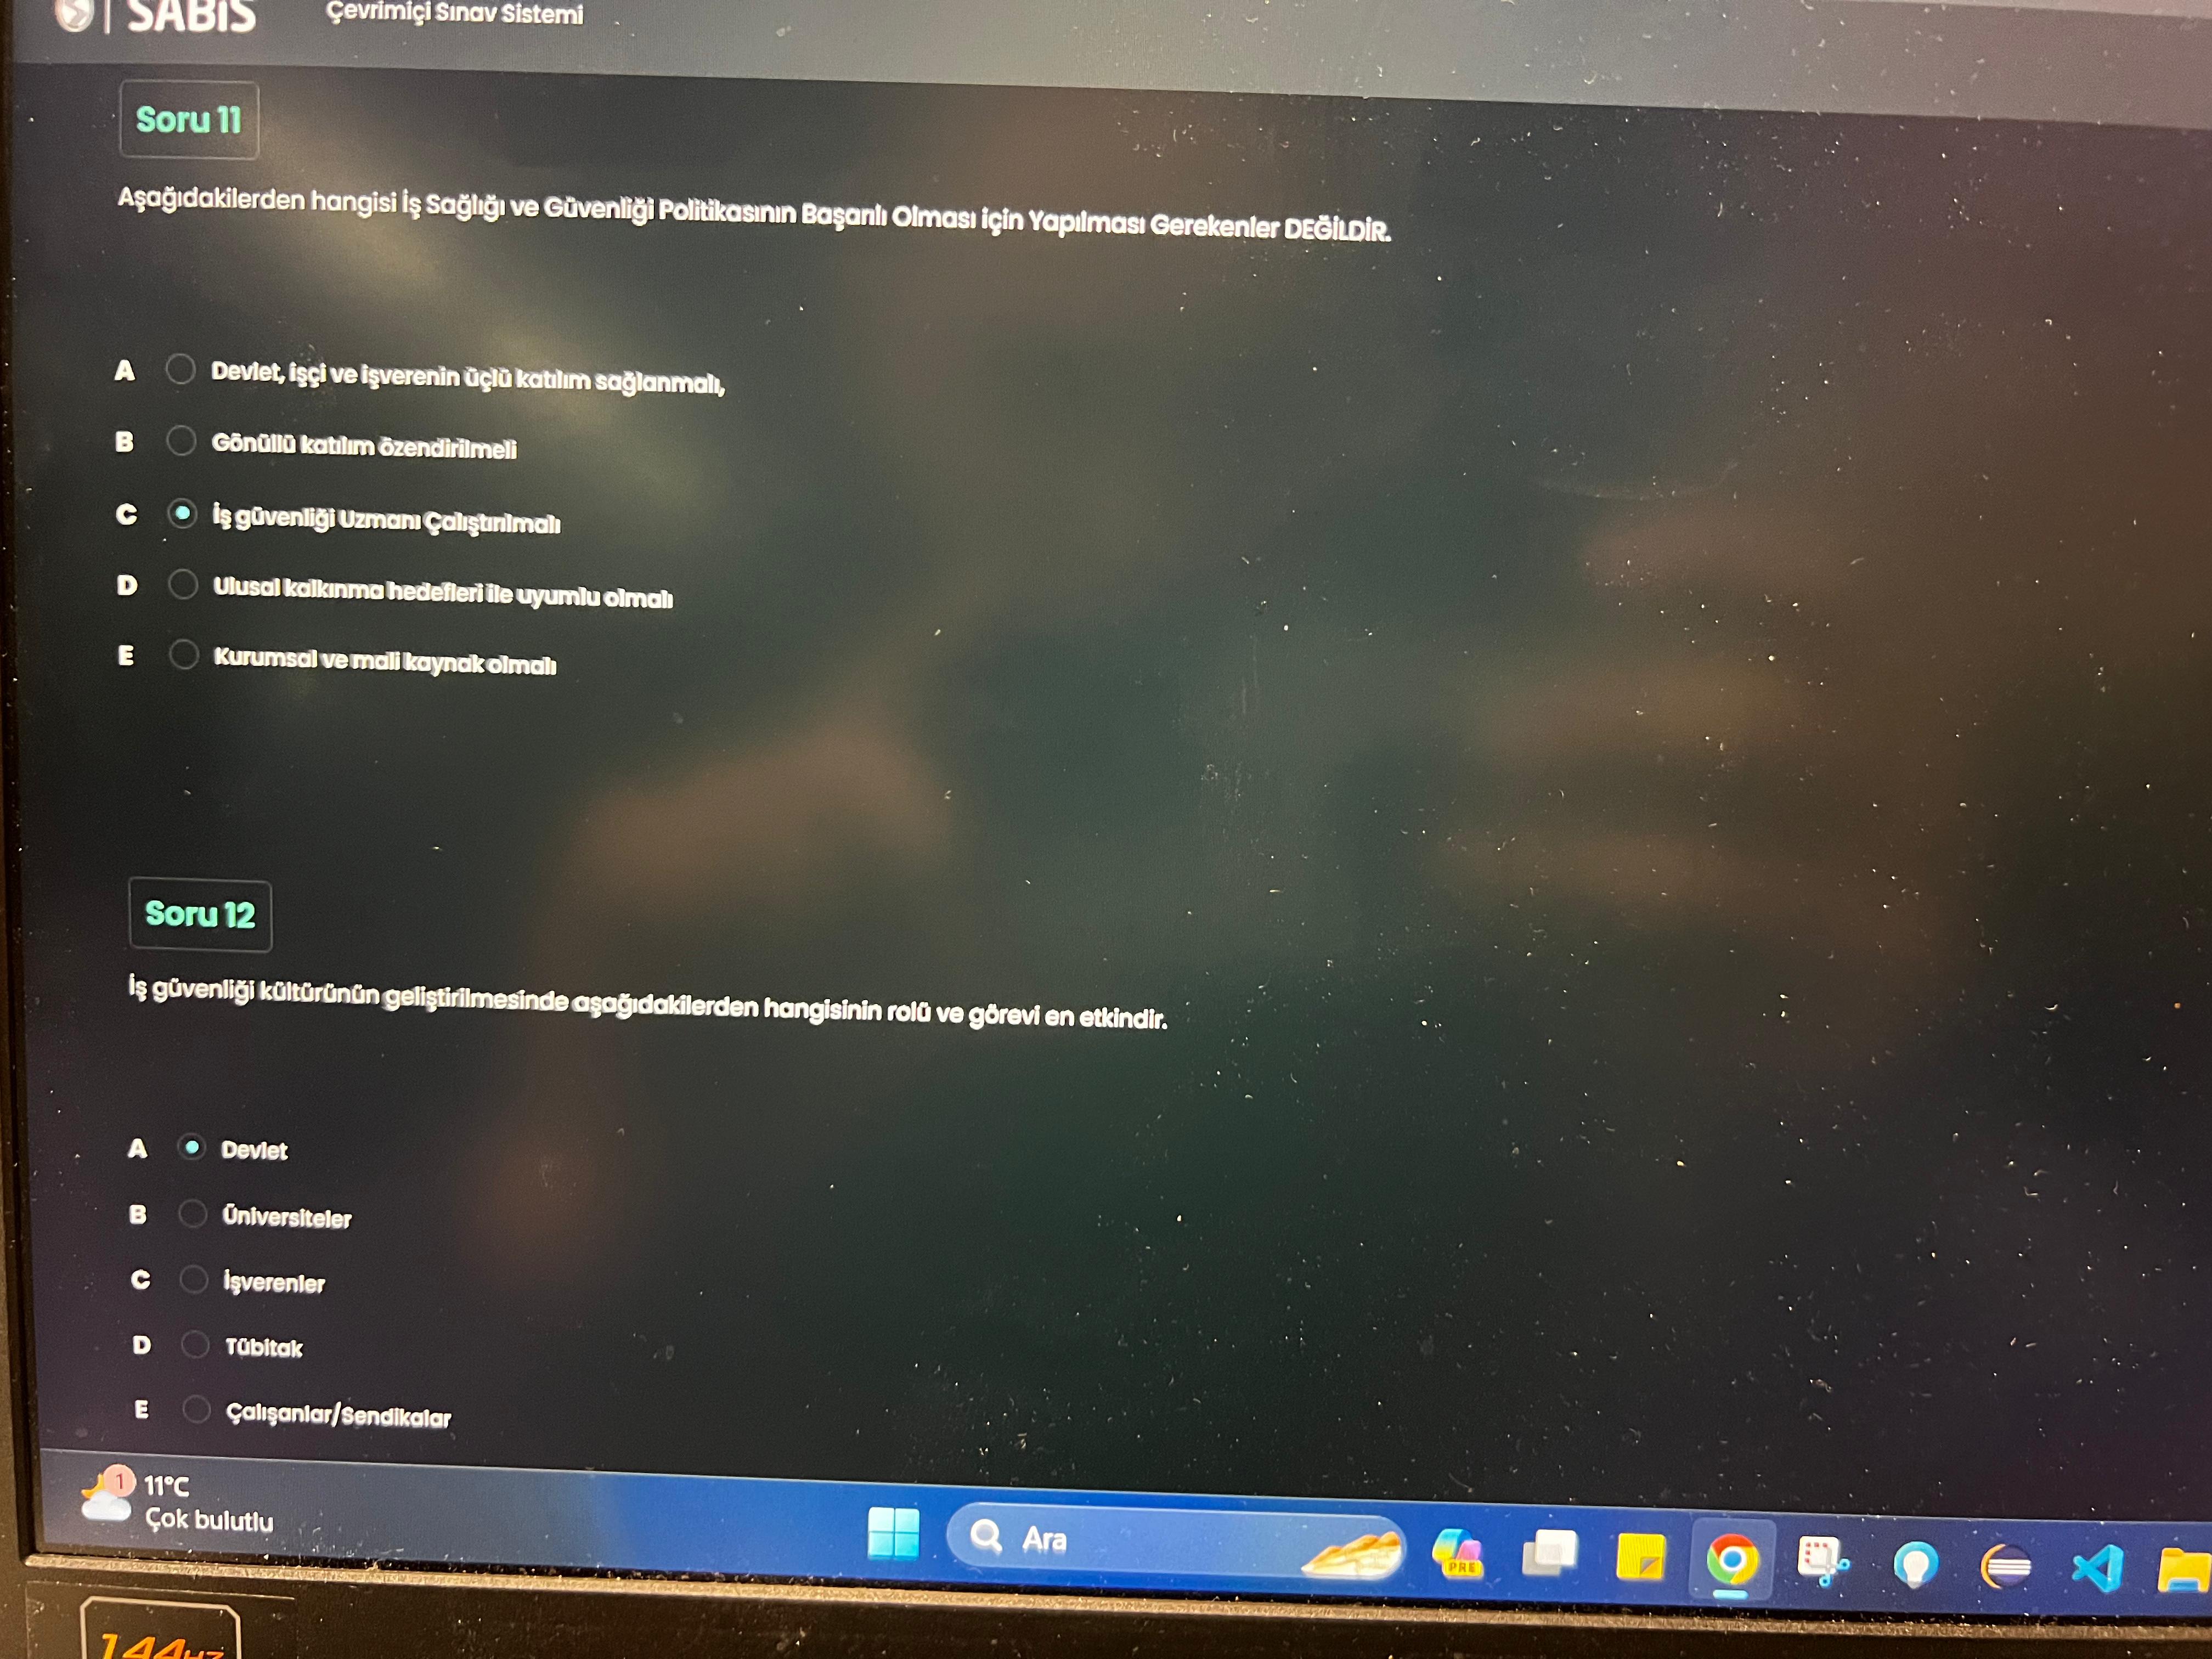 SABİS Çevrimiçi Sınav Sistemi
Soru 11
Aşağıdakilerden hangisi İş Sağlığı ve Güvenliği Politikasının Başarılı Olması için Yapılması Gerekenler DEĞİLDİR.
A Devlet, işçi ve işverenin üçlü katılım sağlanmalı,
B Gönüllü katılım özendirilmeli
C İş güvenliği Uzmanı Çalıştırılmalı
D Ulusal kalkınma hedefleri ile uyumlu olmalı
E Kurumsal ve mali kaynak olmalı
Soru 12
İş güvenliği kültürünün geliştirilmesinde aşağıdakilerden hangisinin rolü ve görevi en etkindir.
A Devlet
B Üniversiteler
C İşverenler
D Tübitak
E Çalışanlar/Sendikalar
1 11°C
Çok bulutlu
Ara
PRE
144Hz